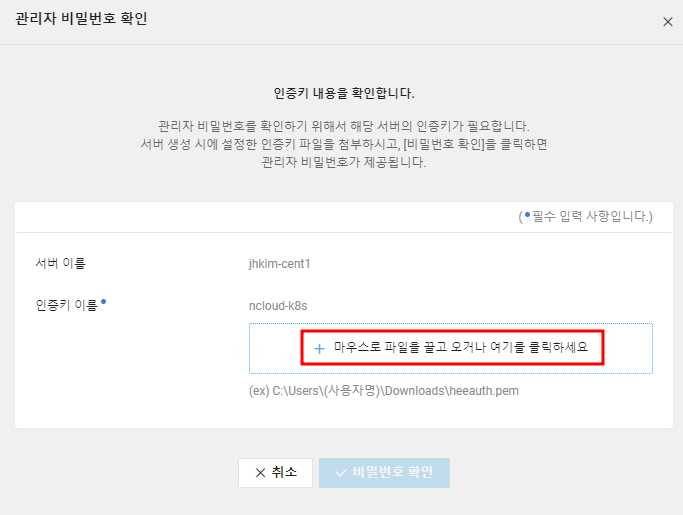 관리자 비밀번호 확인
인증키 내용을 확인합니다.
관리자 비밀번호를 확인하기 위해서 해당 서버의 인증키가 필요합니다.
서버 생성 시에 설정한 인증키 파일을 첨부하시고, [비밀번호 확인]을 클릭하면
관리자 비밀번호가 제공됩니다.
(•필수 입력 사항입니다.)
서버 이름 jhkim-cent1
인증키 이름• ncloud-k8s
+ 마우스로 파일을 끌고 오거나 여기를 클릭하세요
(ex) C:\Users\(사용자명)\Downloads\heeauth.pem
취소 비밀번호 확인